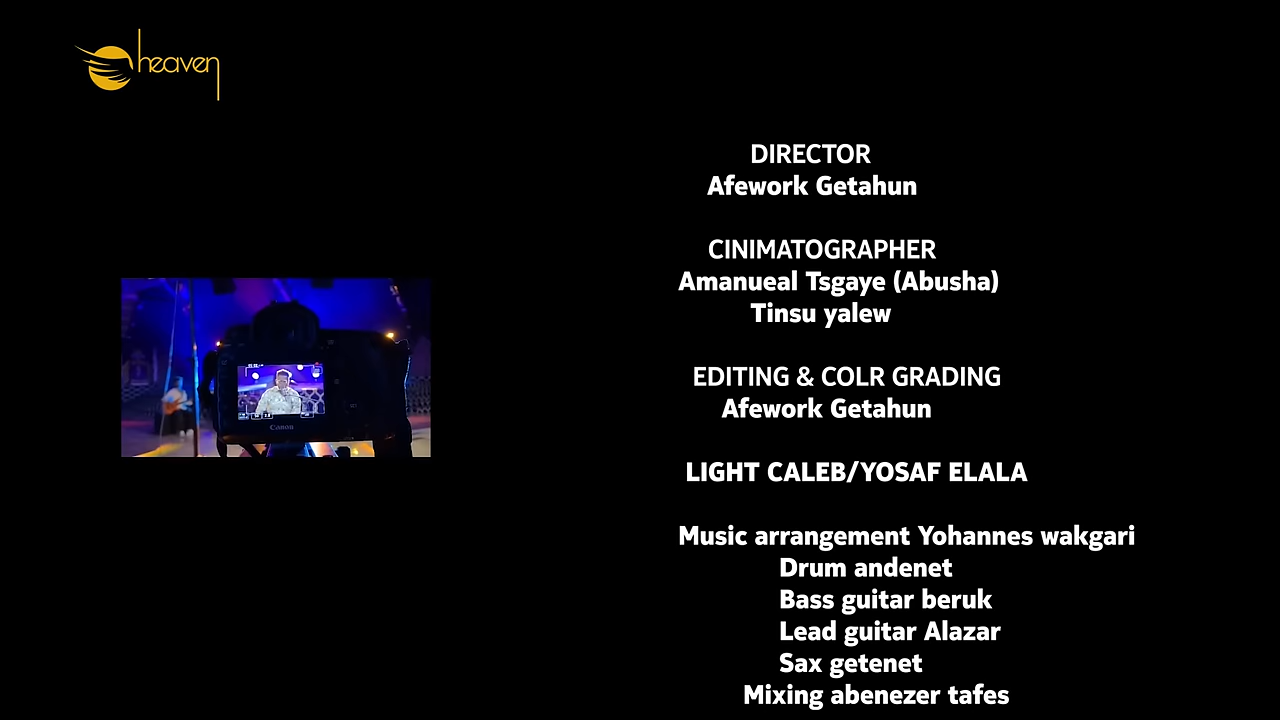 heaven
DIRECTOR
Afework Getahun
CINIMATOGRAPHER
Amanueal Tsgaye (Abusha)
Tinsu yalew
EDITING & COLR GRADING
Afework Getahun
LIGHT CALEB/YOSAF ELALA
Music arrangement Yohannes wakgari
Drum andenet
Bass guitar beruk
Lead guitar Alazar
Sax getenet
Mixing abenezer tafes
Canon